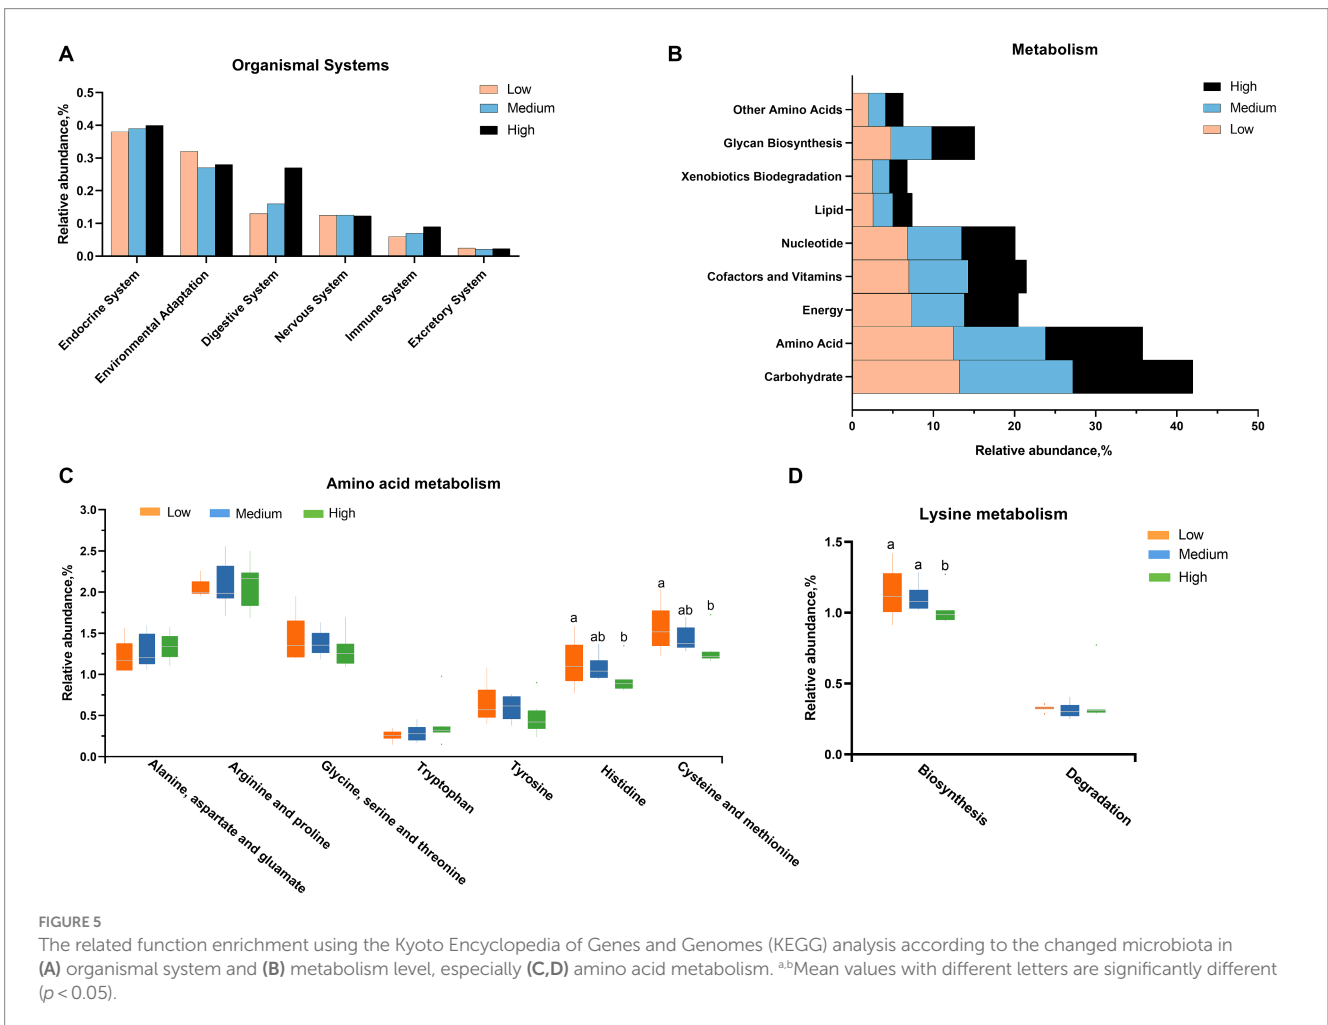 A
Organismal Systems
Low
Medium
High
Relative abundance,%
0.5
0.4
0.3
0.2
0.1
0.0
Endocrine System
Environmental Adaptation
Digestive System
Nervous System
Immune System
Excretory System
B
Metabolism
High
Medium
Low
Other Amino Acids
Glycan Biosynthesis
Xenobiotics Biodegradation
Lipid
Nucleotide
Cofactors and Vitamins
Energy
Amino Acid
Carbohydrate
0 10 20 30 40 50
Relative abundance,%
C
Amino acid metabolism
Low Medium High
Relative abundance,%
3.0
2.5
2.0
1.5
1.0
0.5
0.0
a ab b
a ab b
Alanine, aspartate and gluamate
Arginine and proline
Glycine, serine and threonine
Tryptophan
Tyrosine
Histidine
Cysteine and methionine
D
Lysine metabolism
Low
Medium
High
Relative abundance,%
1.5
1.0
0.5
0.0
a a b
Biosynthesis
Degradation
FIGURE 5
The related function enrichment using the Kyoto Encyclopedia of Genes and Genomes (KEGG) analysis according to the changed microbiota in
(A) organismal system and (B) metabolism level, especially (C,D) amino acid metabolism. a,bMean values with different letters are significantly different
(p < 0.05).